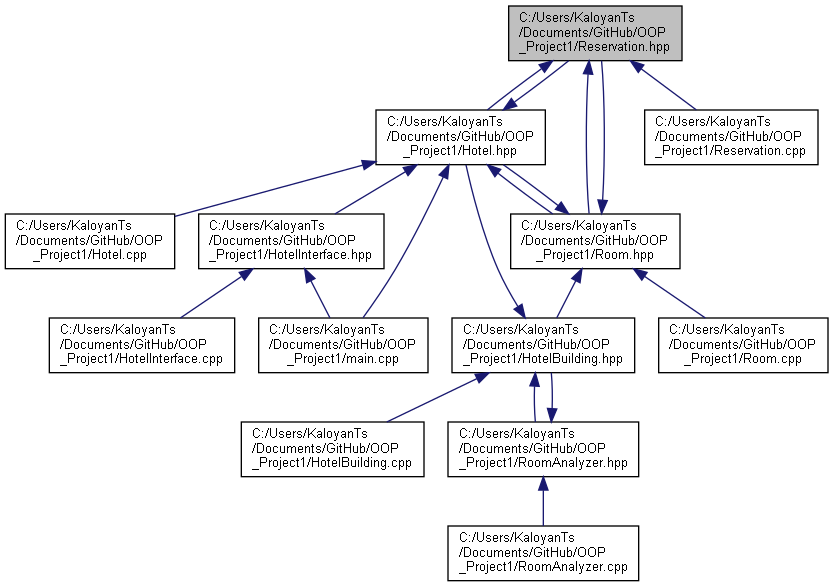 C:/Users/KaloyanTs
/Documents/GitHub/OOP
_Project1/Reservation.hpp
C:/Users/KaloyanTs
/Documents/GitHub/OOP
_Project1/Hotel.hpp
C:/Users/KaloyanTs
/Documents/GitHub/OOP
_Project1/Reservation.cpp
C:/Users/KaloyanTs
/Documents/GitHub/OOP
_Project1/Hotel.cpp
C:/Users/KaloyanTs
/Documents/GitHub/OOP
_Project1/HotelInterface.hpp
C:/Users/KaloyanTs
/Documents/GitHub/OOP
_Project1/Room.hpp
C:/Users/KaloyanTs
/Documents/GitHub/OOP
_Project1/HotelInterface.cpp
C:/Users/KaloyanTs
/Documents/GitHub/OOP
_Project1/main.cpp
C:/Users/KaloyanTs
/Documents/GitHub/OOP
_Project1/HotelBuilding.hpp
C:/Users/KaloyanTs
/Documents/GitHub/OOP
_Project1/Room.cpp
C:/Users/KaloyanTs
/Documents/GitHub/OOP
_Project1/HotelBuilding.cpp
C:/Users/KaloyanTs
/Documents/GitHub/OOP
_Project1/RoomAnalyzer.hpp
C:/Users/KaloyanTs
/Documents/GitHub/OOP
_Project1/RoomAnalyzer.cpp